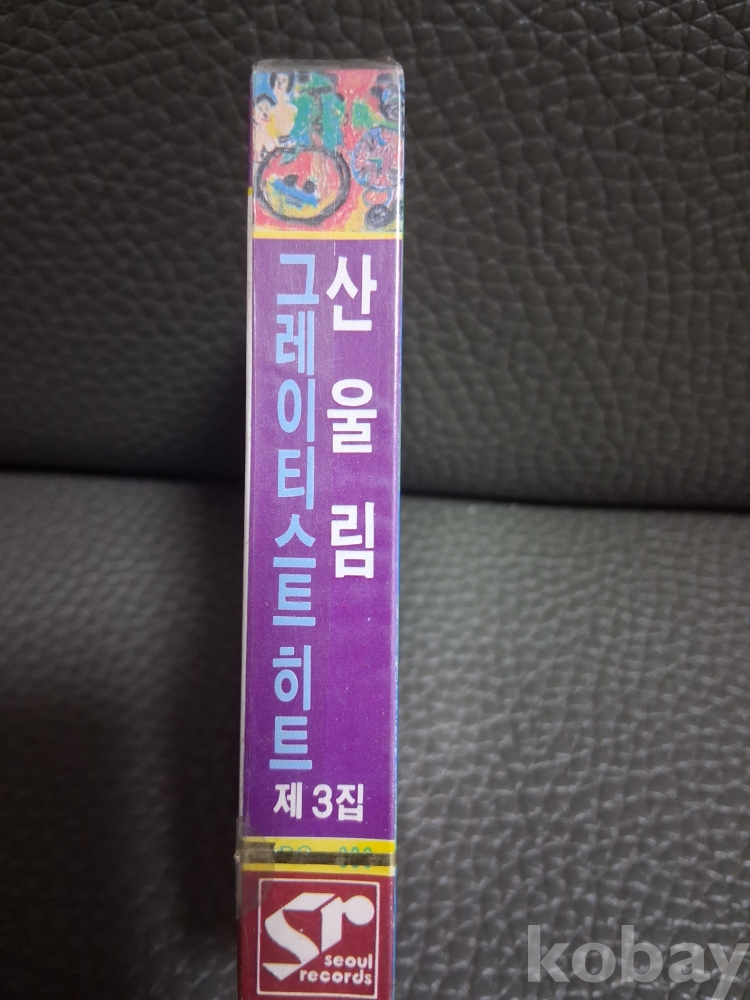 산울림
그레이티스트 히트
제3집
sr
seoul
records
kobay